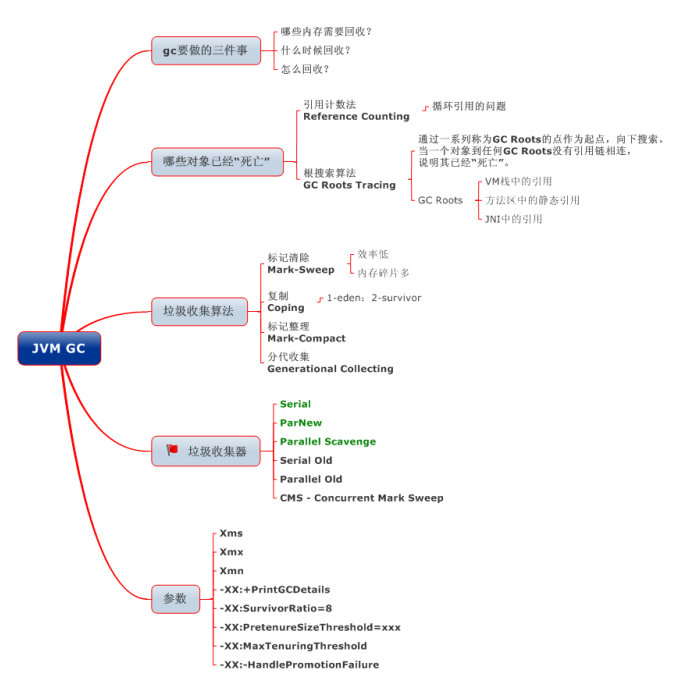 JVM GC
gc要做的三件事
哪些内存需要回收?
什么时候回收?
怎么回收?
哪些对象已经"死亡"
引用计数法
Reference Counting
循环引用的问题
根搜索算法
GC Roots Tracing
通过一系列称为GC Roots的点作为起点，向下搜索。
当一个对象到任何GC Roots没有引用链相连，
说明其已经"死亡"。
GC Roots
VM栈中的引用
方法区中的静态引用
JNI中的引用
垃圾收集算法
标记清除
Mark-Sweep
效率低
内存碎片多
复制
Coping
1-eden；2-survivor
标记整理
Mark-Compact
分代收集
Generational Collecting
垃圾收集器
Serial
ParNew
Parallel Scavenge
Serial Old
Parallel Old
CMS - Concurrent Mark Sweep
参数
Xms
Xmx
Xmn
-XX:+PrintGCDetails
-XX:SurvivorRatio=8
-XX:PretenureSizeThreshold=xxx
-XX:MaxTenuringThreshold
-XX:-HandlePromotionFailure